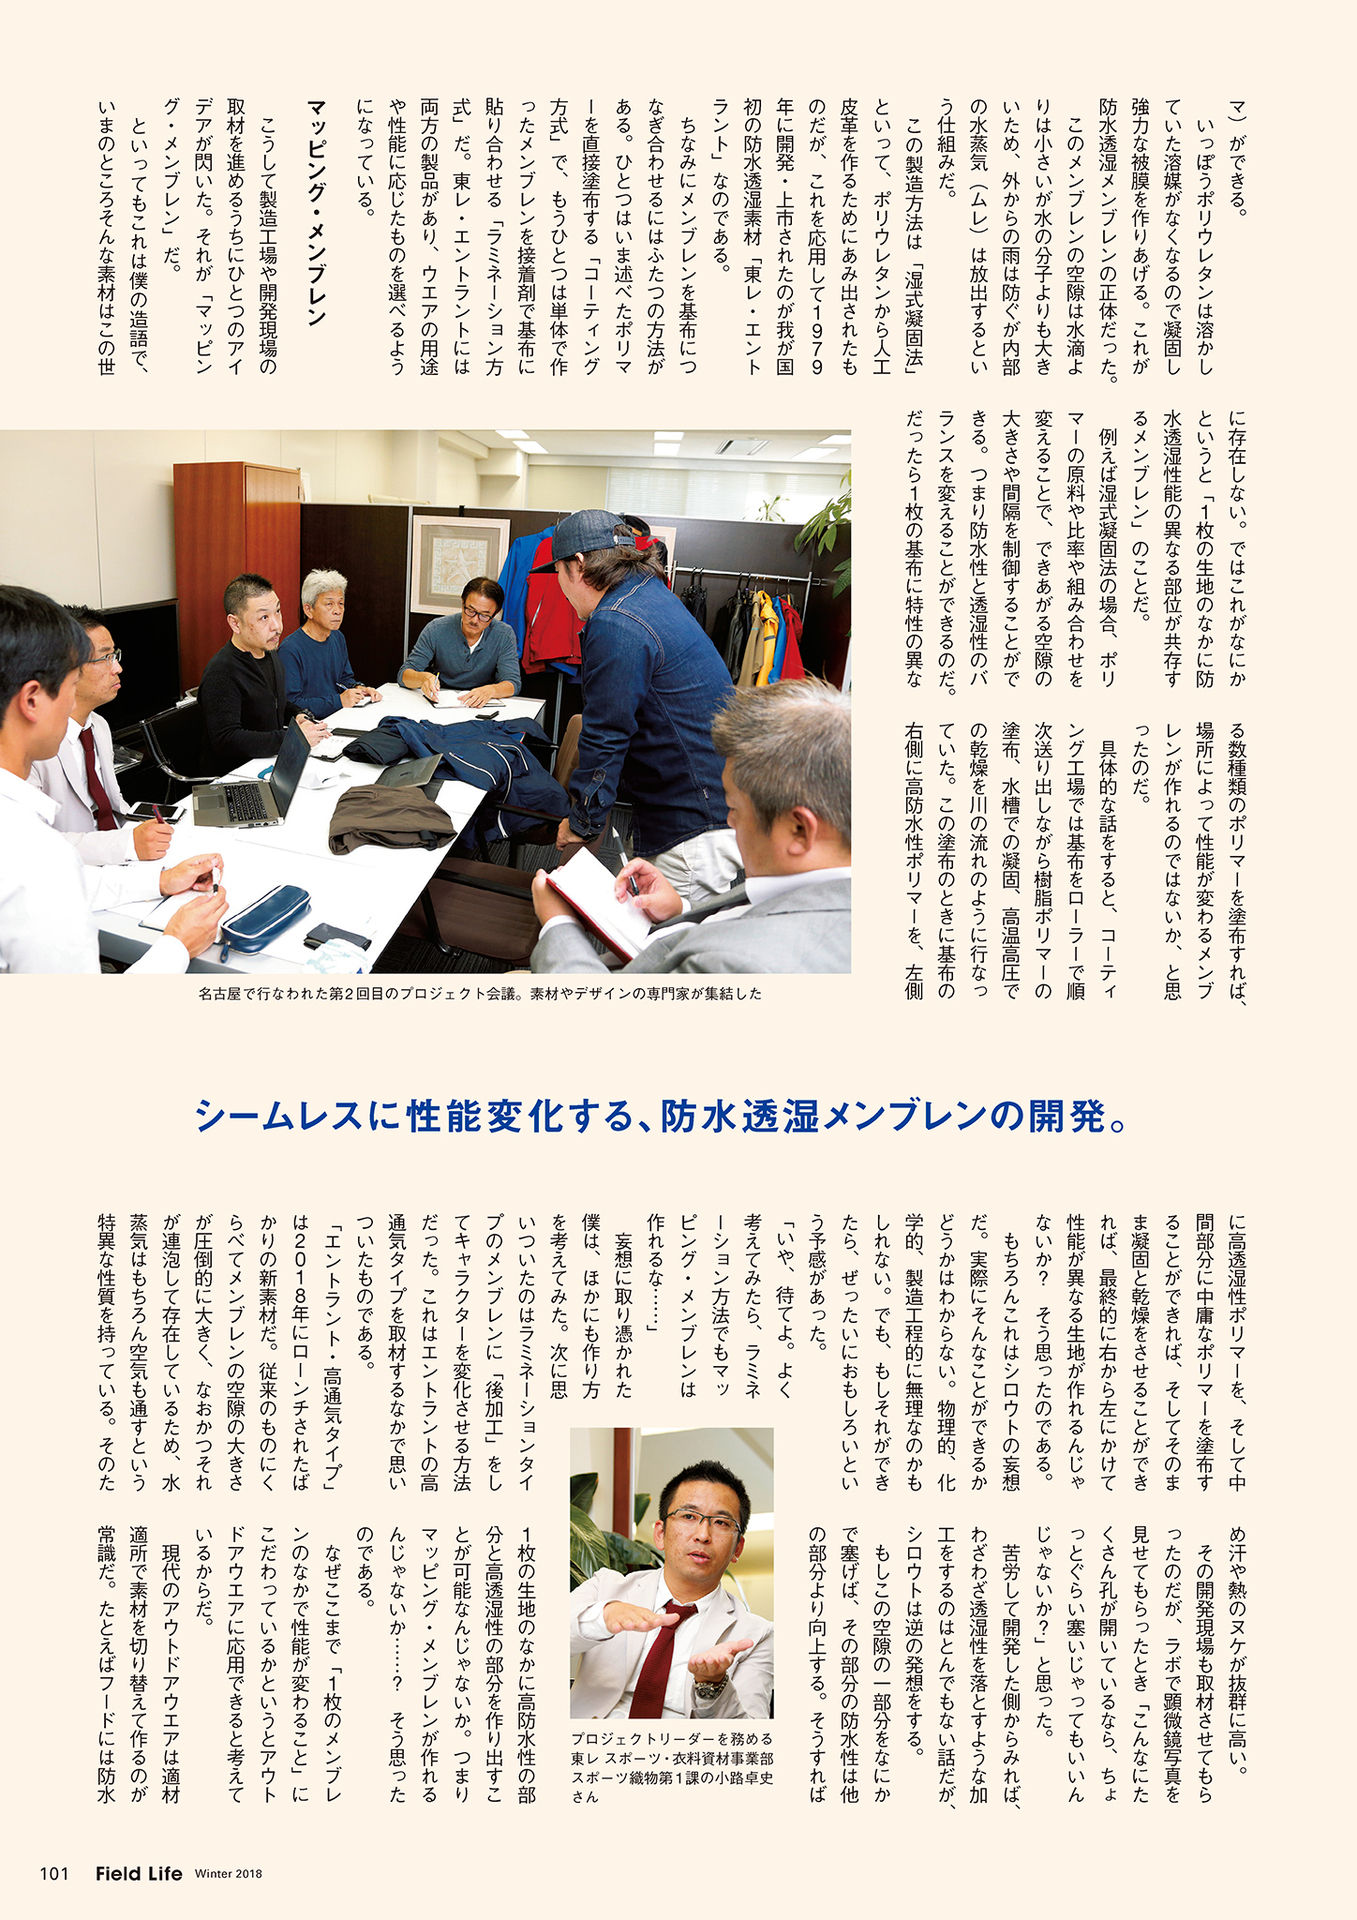 マ）ができる。
　いっぽうポリウレタンは溶かし
ていた溶媒がなくなるので凝固し
強力な被膜を作りあげる。これが
防水透湿メンブレンの正体だった。
　このメンブレンの空隙は水滴よ
りは小さいが水の分子よりも大き
いため、外からの雨は防ぐが内部
の水蒸気（ムレ）は放出するとい
う仕組みだ。
　この製造方法は「湿式凝固法」
といって、ポリウレタンから人工
皮革を作るためにあみ出されたも
のだが、これを応用して1979
年に開発・上市されたのが我が国
初の防水透湿素材「東レ・エント
ラント」なのである。
　ちなみにメンブレンを基布につ
なぎ合わせるにはふたつの方法が
ある。ひとつはいま述べたポリマ
ーを直接塗布する「コーティング
方式」で、もうひとつは単体で作
ったメンブレンを接着剤で基布に
貼り合わせる「ラミネーション方
式」だ。東レ・エントラントには
両方の製品があり、ウエアの用途
や性能に応じたものを選べるよう
になっている。
マッピング・メンブレン
　こうして製造工場や開発現場の
取材を進めるうちにひとつのアイ
デアが閃いた。それが「マッピン
グ・メンブレン」だ。
　といってもこれは僕の造語で、
いまのところそんな素材はこの世
に存在しない。ではこれがなにか
というと「1枚の生地のなかに防
水透湿性能の異なる部位が共存す
るメンブレン」のことだ。
　例えば湿式凝固法の場合、ポリ
マーの原料や比率や組み合わせを
変えることで、できあがる空隙の
大きさや間隔を制御することがで
きる。つまり防水性と透湿性のバ
ランスを変えることができるのだ。
だったら1枚の基布に特性の異な
る数種類のポリマーを塗布すれば、
場所によって性能が変わるメンブ
レンが作れるのではないか、と思
ったのだ。
　具体的な話をすると、コーティ
ング工場では基布をローラーで順
次送り出しながら樹脂ポリマーの
塗布、水槽での凝固、高温高圧で
の乾燥を川の流れのように行なっ
ていた。この塗布のときに基布の
右側に高防水性ポリマーを、左側
名古屋で行なわれた第2回目のプロジェクト会議。素材やデザインの専門家が集結した
シームレスに性能変化する、防水透湿メンブレンの開発。
に高透湿性ポリマーを、そして中
間部分に中庸なポリマーを塗布す
ることができれば、そしてそのま
ま凝固と乾燥をさせることができ
れば、最終的に右から左にかけて
性能が異なる生地が作れるんじゃ
ないか？　そう思ったのである。
　もちろんこれはシロウトの妄想
だ。実際にそんなことができるか
どうかはわからない。物理的、化
学的、製造工程的に無理なのかも
しれない。でも、もしそれができ
たら、ぜったいにおもしろいとい
う予感があった。
「いや、待てよ。よく
考えてみたら、ラミネ
ーション方法でもマッ
ピング・メンブレンは
作れるな……」
　妄想に取り憑かれた
僕は、ほかにも作り方
を考えてみた。次に思
いついたのはラミネーションタイ
プのメンブレンに「後加工」をし
てキャラクターを変化させる方法
だった。これはエントラントの高
通気タイプを取材するなかで思い
ついたものである。
「エントラント・高通気タイプ」
は2018年にローンチされたば
かりの新素材だ。従来のものにく
らべてメンブレンの空隙の大きさ
が圧倒的に大きく、なおかつそれ
が連泡して存在しているため、水
蒸気はもちろん空気も通すという
特異な性質を持っている。そのた
め汗や熱のヌケが抜群に高い。
　その開発現場も取材させてもら
ったのだが、ラボで顕微鏡写真を
見せてもらったとき「こんなにた
くさん孔が開いているなら、ちょ
っとぐらい塞いじゃってもいいん
じゃないか？」と思った。
　苦労して開発した側からみれば、
わざわざ透湿性を落とすような加
工をするのはとんでもない話だが、
シロウトは逆の発想をする。
　もしこの空隙の一部分をなにか
で塞げば、その部分の防水性は他
の部分より向上する。そうすれば
1枚の生地のなかに高防水性の部
分と高透湿性の部分を作り出すこ
とが可能なんじゃないか。つまり
マッピング・メンブレンが作れる
んじゃないか……？　そう思った
のである。
　なぜここまで「1枚のメンブレ
ンのなかで性能が変わること」に
こだわっているかというとアウト
ドアウエアに応用できると考えて
いるからだ。
　現代のアウトドアウエアは適材
適所で素材を切り替えて作るのが
常識だ。たとえばフードには防水
プロジェクトリーダーを務める
東レ スポーツ・衣料資材事業部
スポーツ織物第1課の小路卓史
さん
101 Field Life Winter 2018